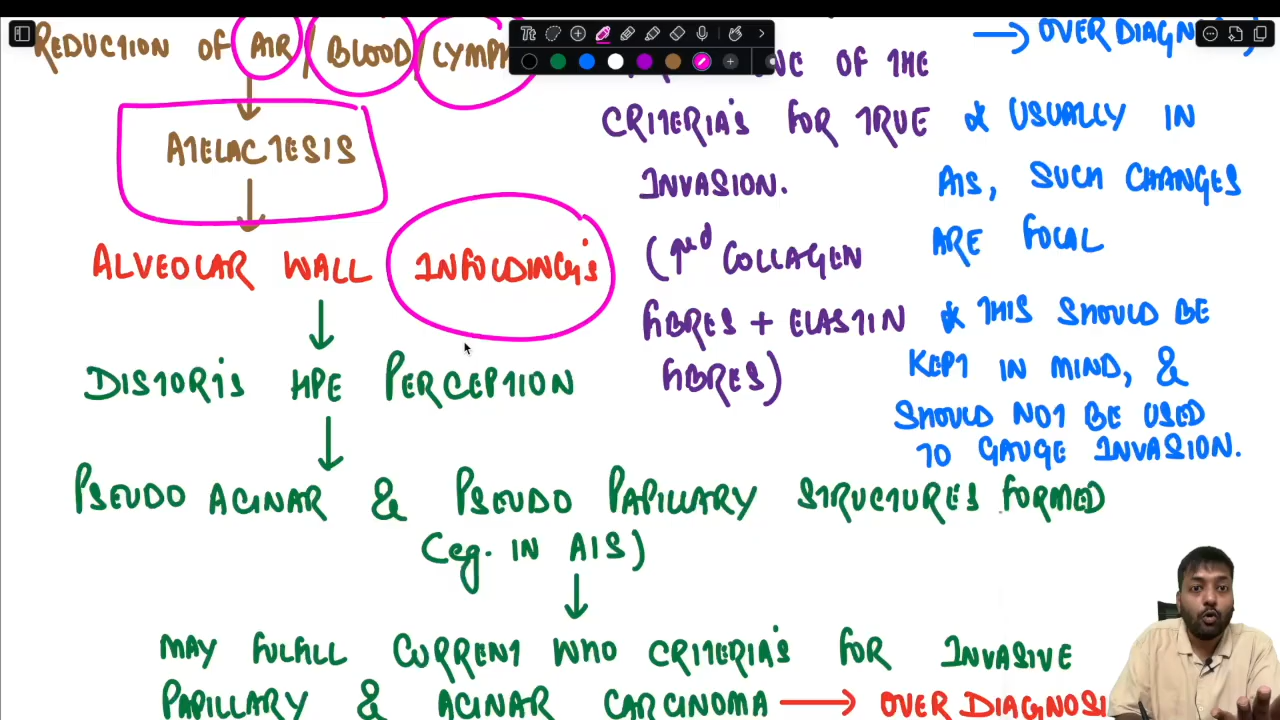 REDUCTION OF AIR / BLOOD / LYMPH
ATELACTESIS
ALVEOLAR WALL INFOLDINGS
DISTORTS HPE PERCEPTION
PSEUDO ACINAR & PSEUDO PAPILLARY STRUCTURES FORMED
(eg. IN AIS)
MAY FULFILL CURRENT WHO CRITERIA'S FOR INVASIVE
PAPILLARY & ACINAR CARCINOMA → OVER DIAGNOSI
OF THE
CRITERIA'S FOR TRUE
INVASION.
(↑ed COLLAGEN
FIBRES + ELASTIN
FIBRES)
→ OVER DIAGN
& USUALLY IN
AIS, SUCH CHANGES
ARE FOCAL
& THIS SHOULD BE
KEPT IN MIND, &
SHOULD NOT BE USED
TO GAUGE INVASION.